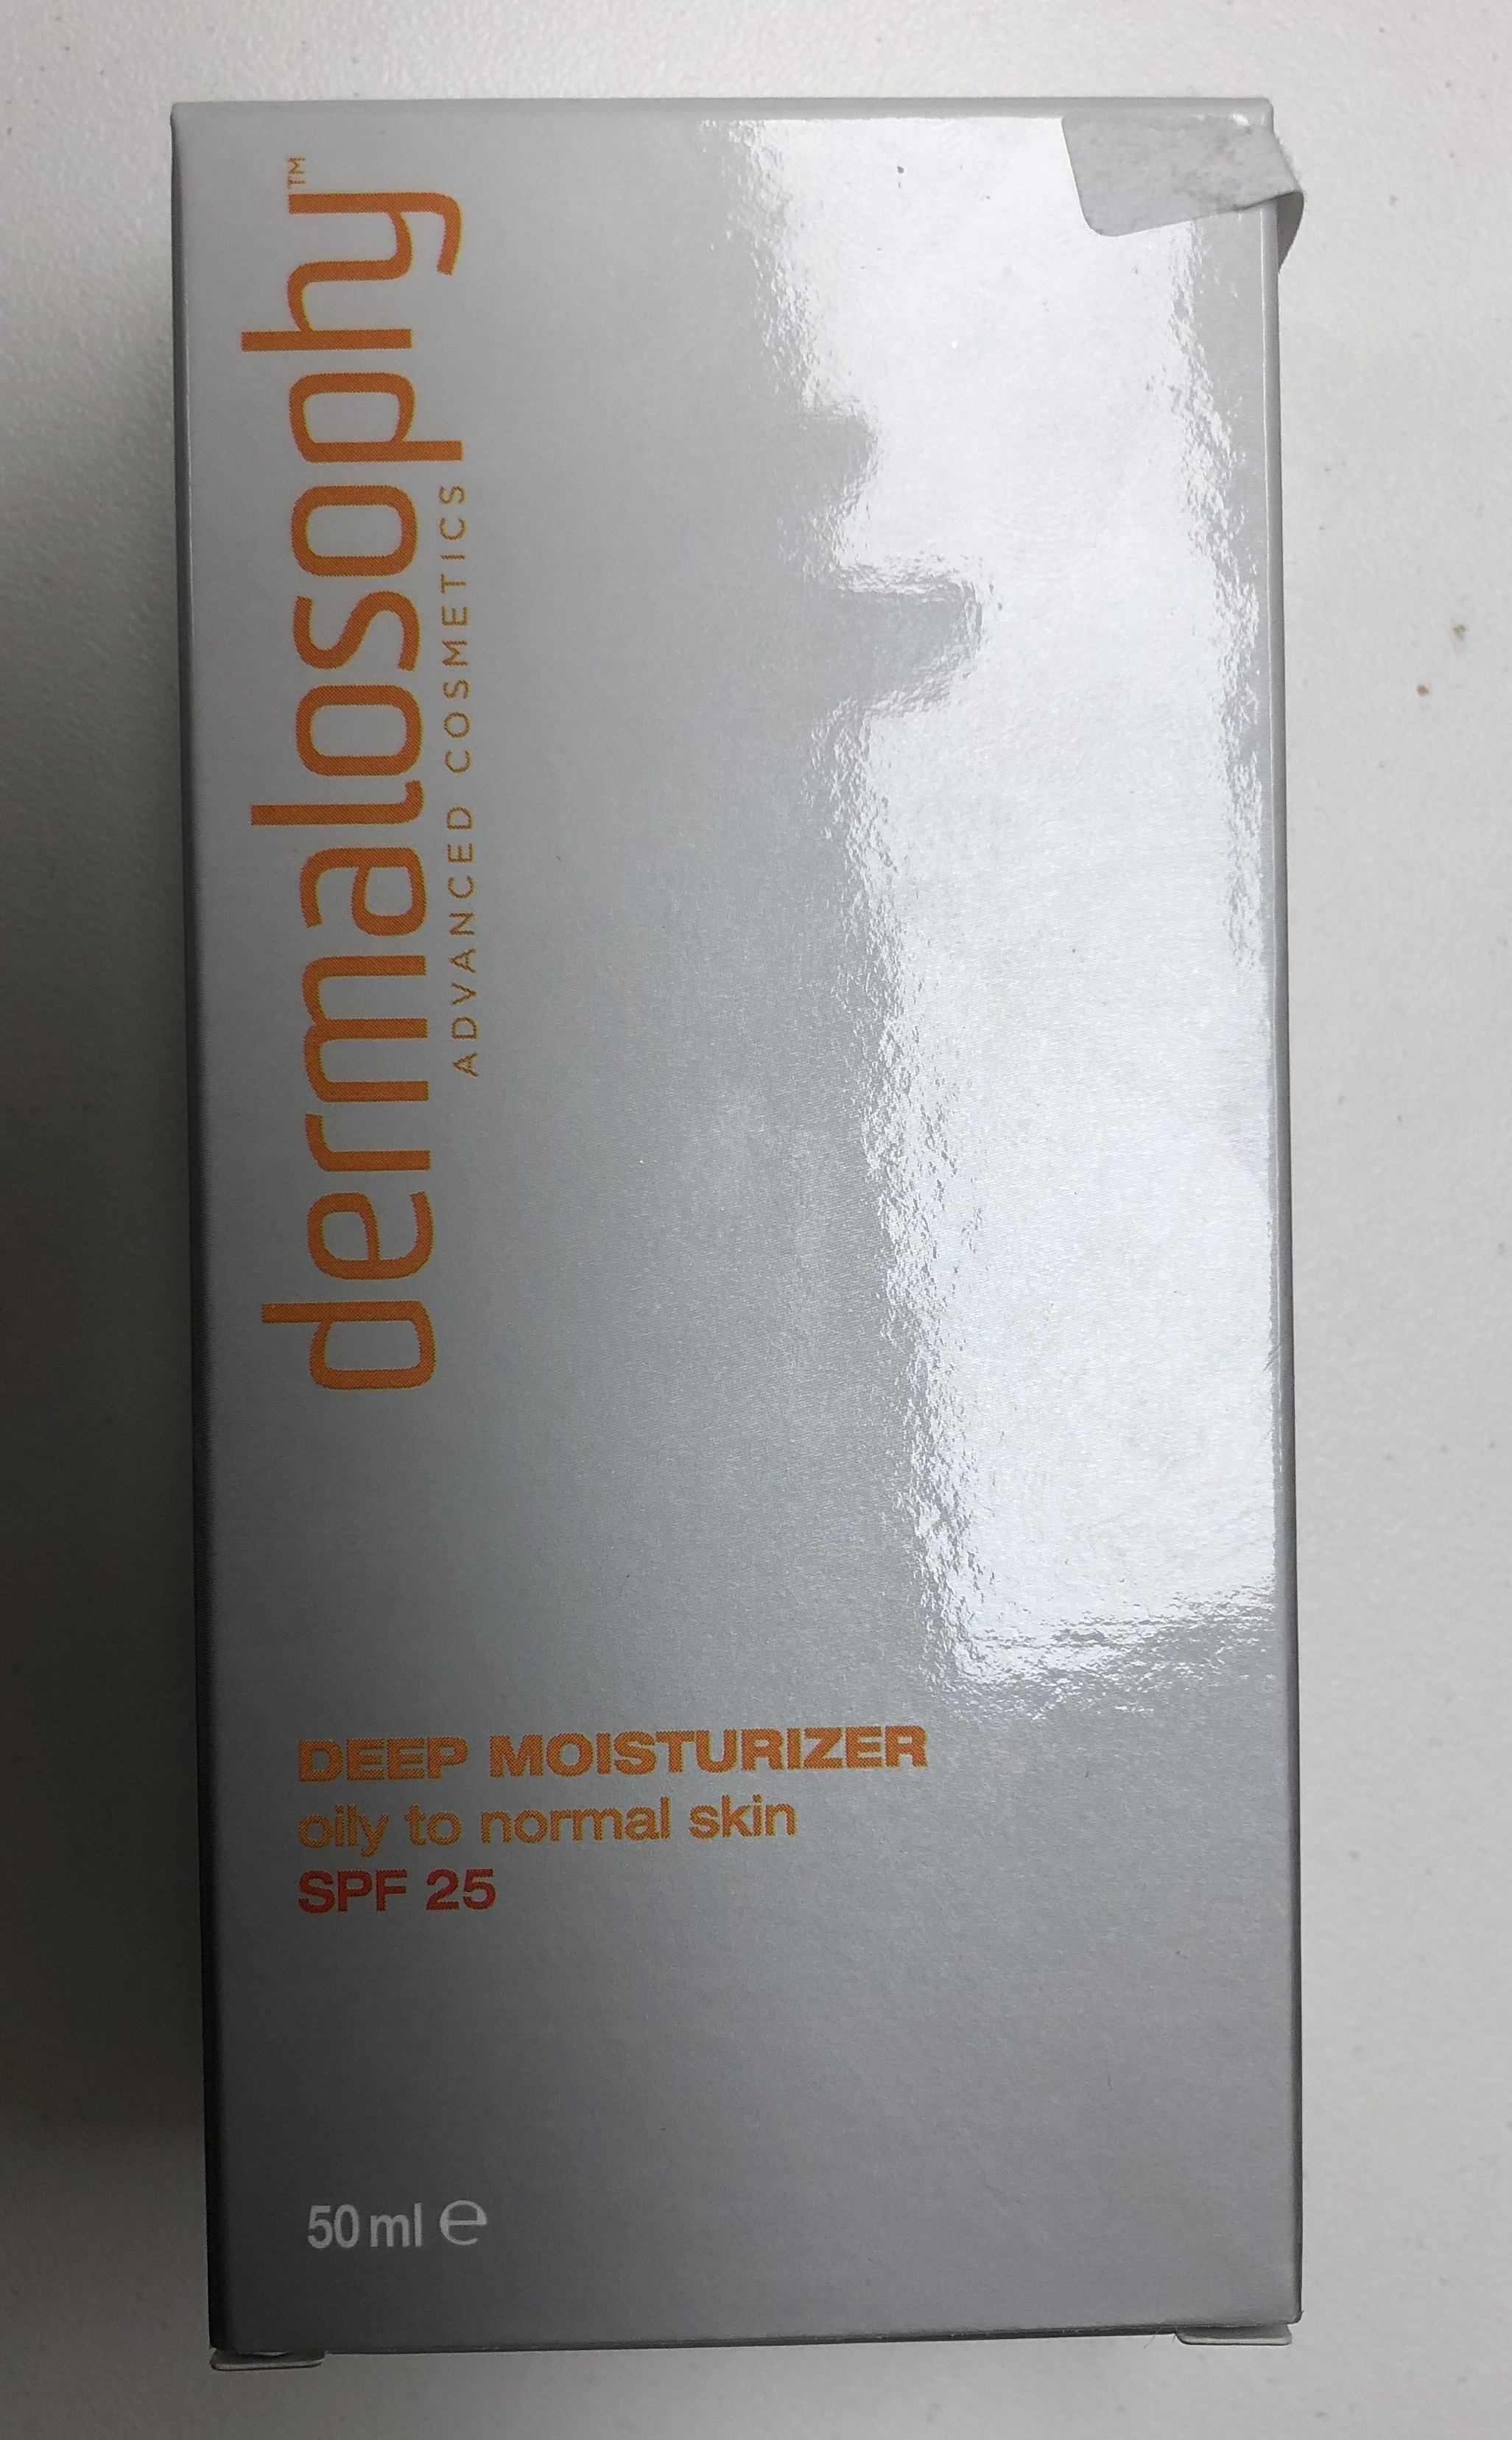 dermalosophy™
ADVANCED COSMETICS
DEEP MOISTURIZER
oily to normal skin
SPF 25
50 ml ℮